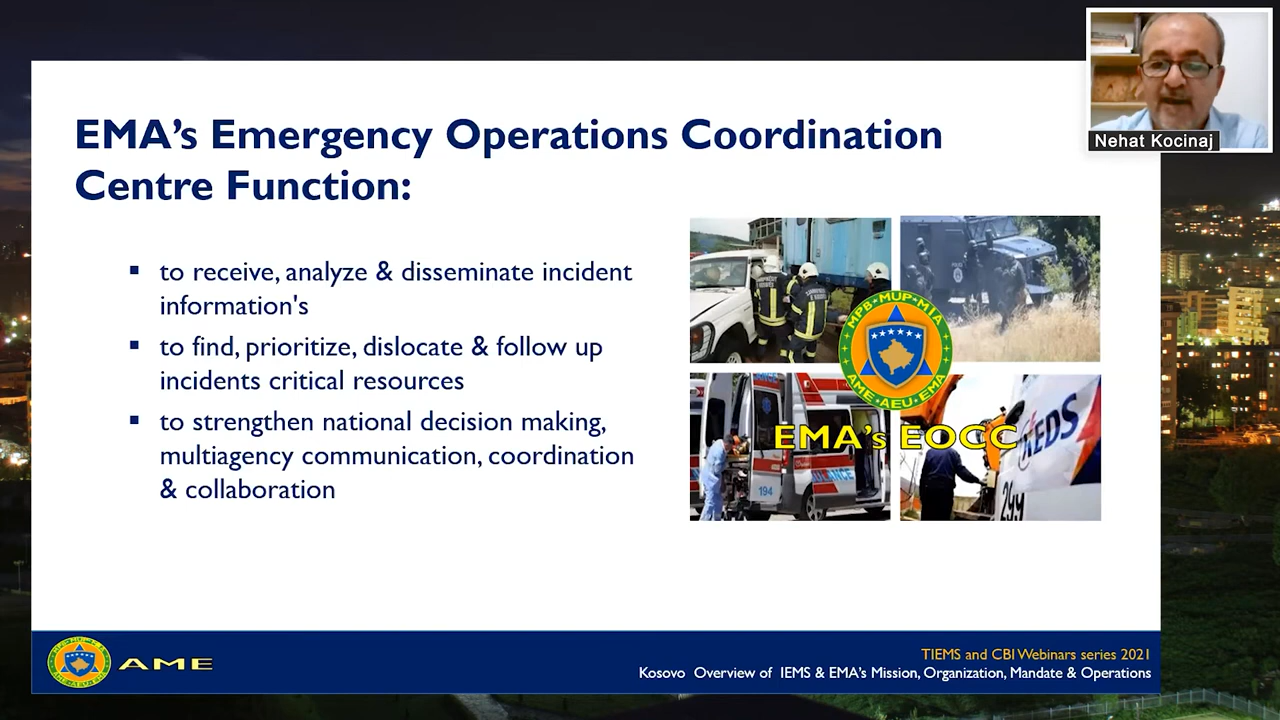 Nehat Kocinaj
EMA's Emergency Operations Coordination
Centre Function:
▪ to receive, analyze & disseminate incident
information's
▪ to find, prioritize, dislocate & follow up
incidents critical resources
▪ to strengthen national decision making,
multiagency communication, coordination
& collaboration
MPB • MUP • MIA
AME • AEU • EMA
EMA's EOCC
194
KEDS
299
AME
TIEMS and CBI Webinars series 2021
Kosovo Overview of IEMS & EMA's Mission, Organization, Mandate & Operations